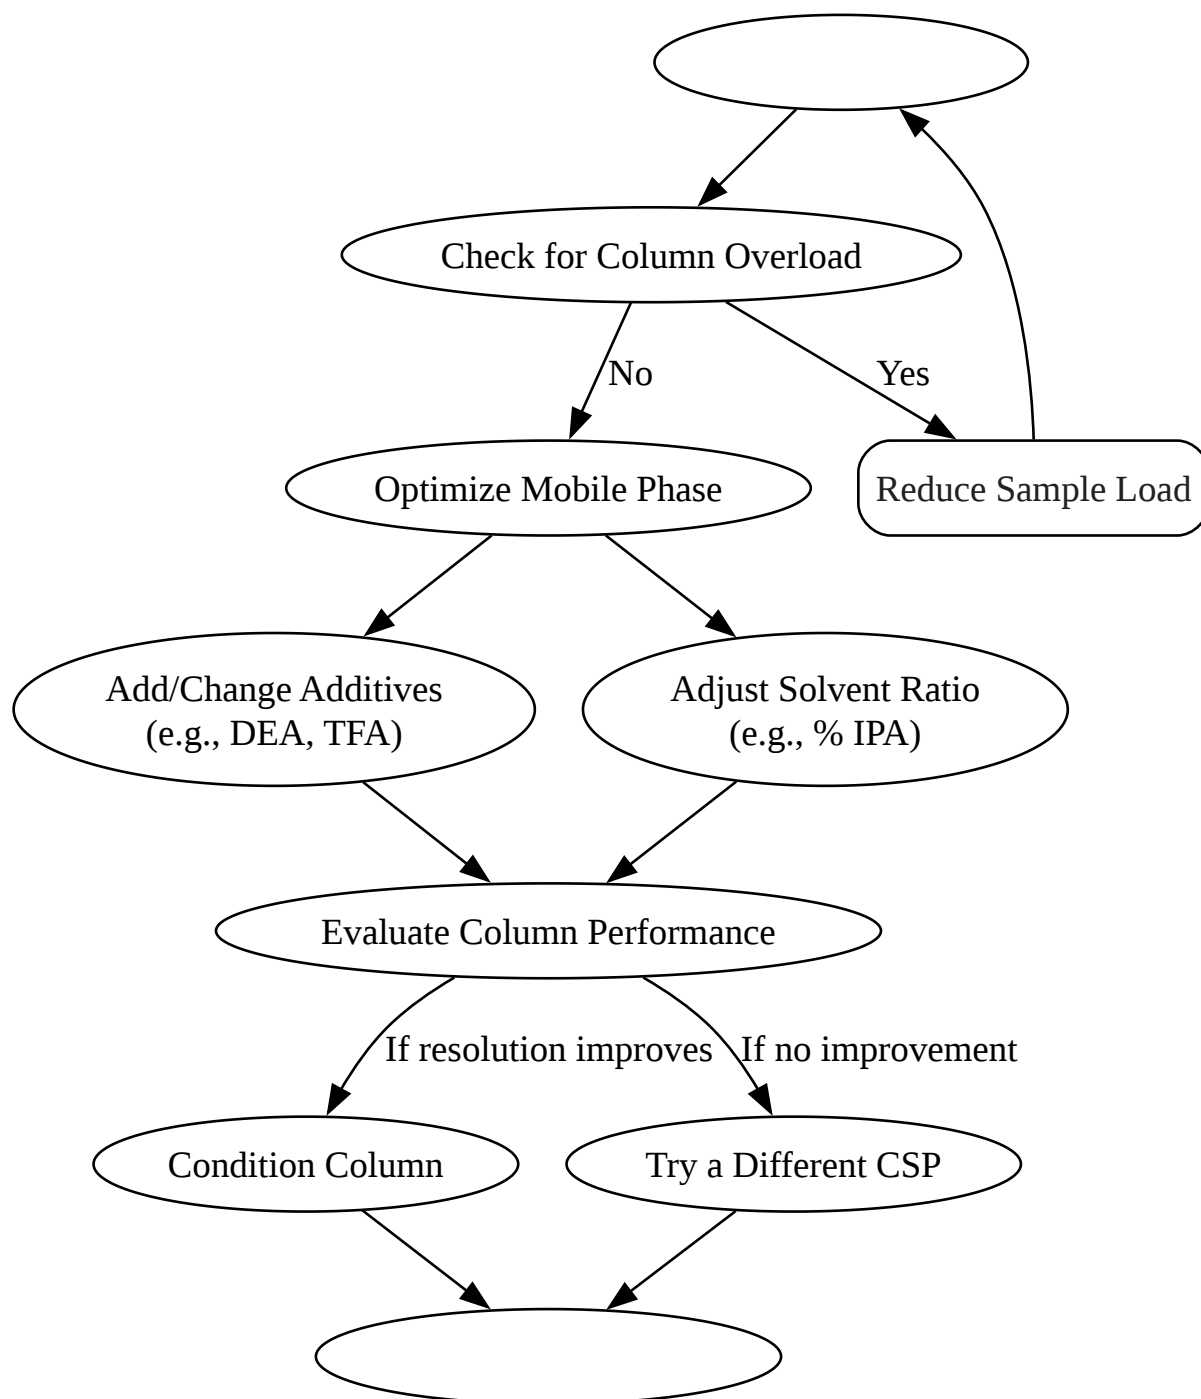 Check for Column Overload
No
Yes
Optimize Mobile Phase
Reduce Sample Load
Add/Change Additives
(e.g., DEA, TFA)
Adjust Solvent Ratio
(e.g., % IPA)
Evaluate Column Performance
If resolution improves
If no improvement
Condition Column
Try a Different CSP